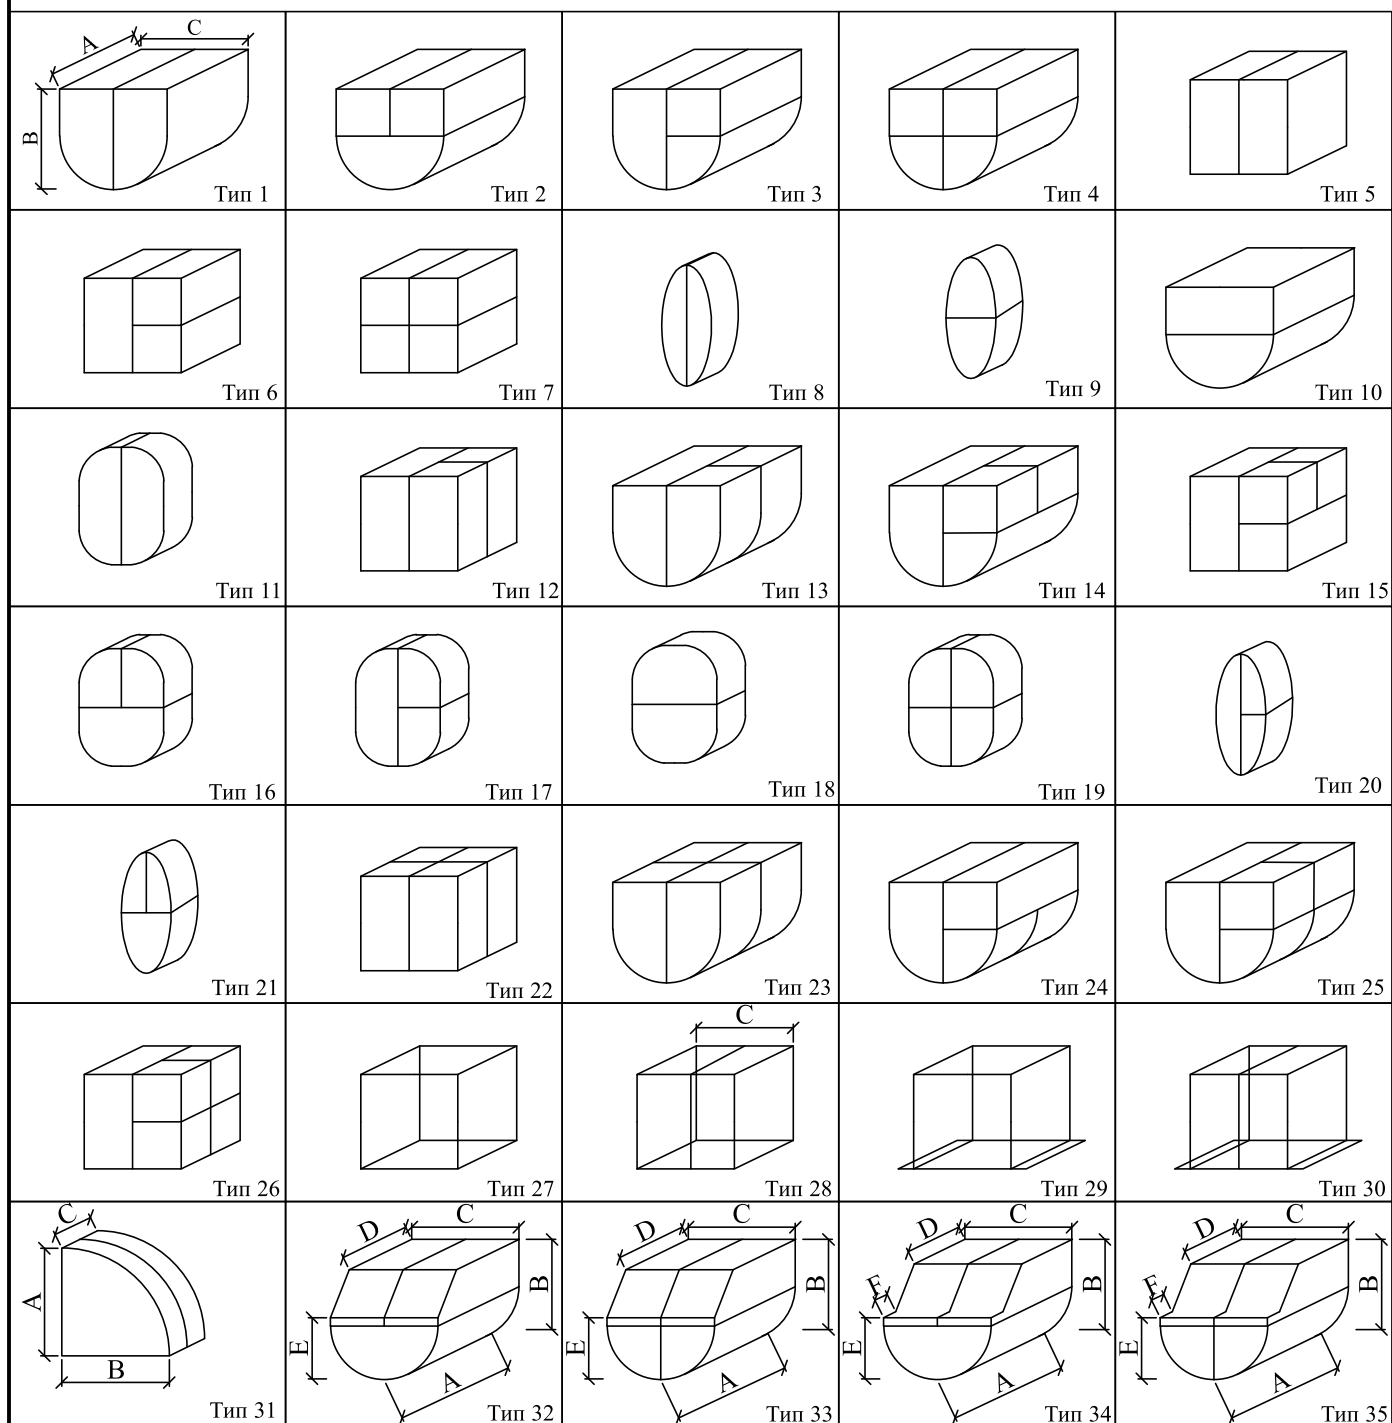 A
C
B
Тип 1
Тип 2
Тип 3
Тип 4
Тип 5
Тип 6
Тип 7
Тип 8
Тип 9
Тип 10
Тип 11
Тип 12
Тип 13
Тип 14
Тип 15
Тип 16
Тип 17
Тип 18
Тип 19
Тип 20
Тип 21
Тип 22
Тип 23
Тип 24
Тип 25
Тип 26
Тип 27
C
Тип 28
Тип 29
Тип 30
C
A
B
Тип 31
D
C
B
E
A
Тип 32
D
C
B
E
A
Тип 33
D
C
F
B
E
A
Тип 34
D
C
F
B
E
A
Тип 35